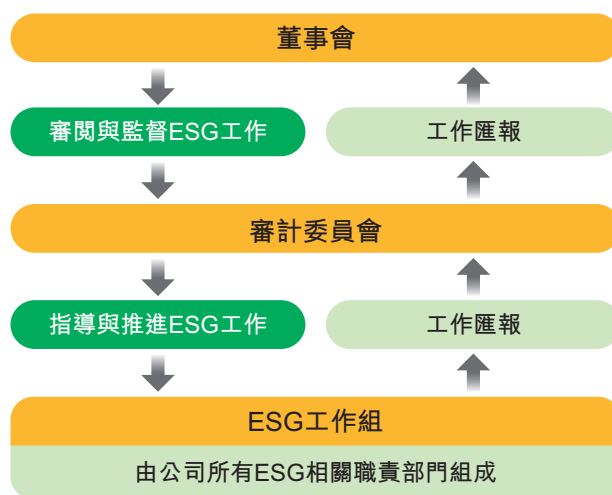 董事會
審閱與監督ESG工作
工作匯報
審計委員會
指導與推進ESG工作
工作匯報
ESG工作組
由公司所有ESG相關職責部門組成